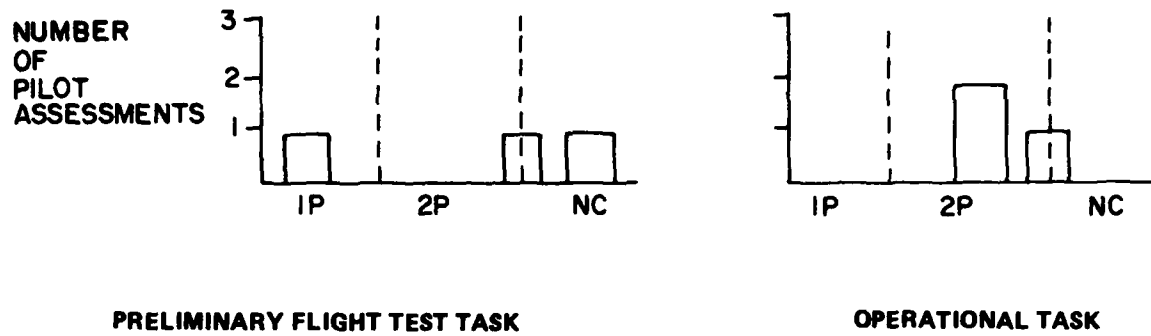 NUMBER
OF
PILOT
ASSESSMENTS
3
2
1
IP 2P NC
IP 2P NC
PRELIMINARY FLIGHT TEST TASK
OPERATIONAL TASK